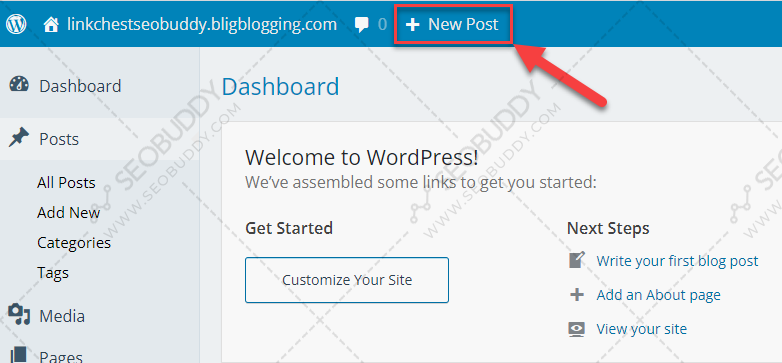 linkchestseobuddy.bligblogging.com 0 + New Post
Dashboard
Posts
All Posts
Add New
Categories
Tags
Media
Pages
Dashboard
Welcome to WordPress!
We've assembled some links to get you started:
Get Started
Customize Your Site
Next Steps
Write your first blog post
Add an About page
View your site
SEOBUDDY
WWW.SEOBUDDY.COM
SEOBUDDY
WWW.SEOBUDDY.COM
SEOBUDDY
WWW.SEOBUDDY.COM